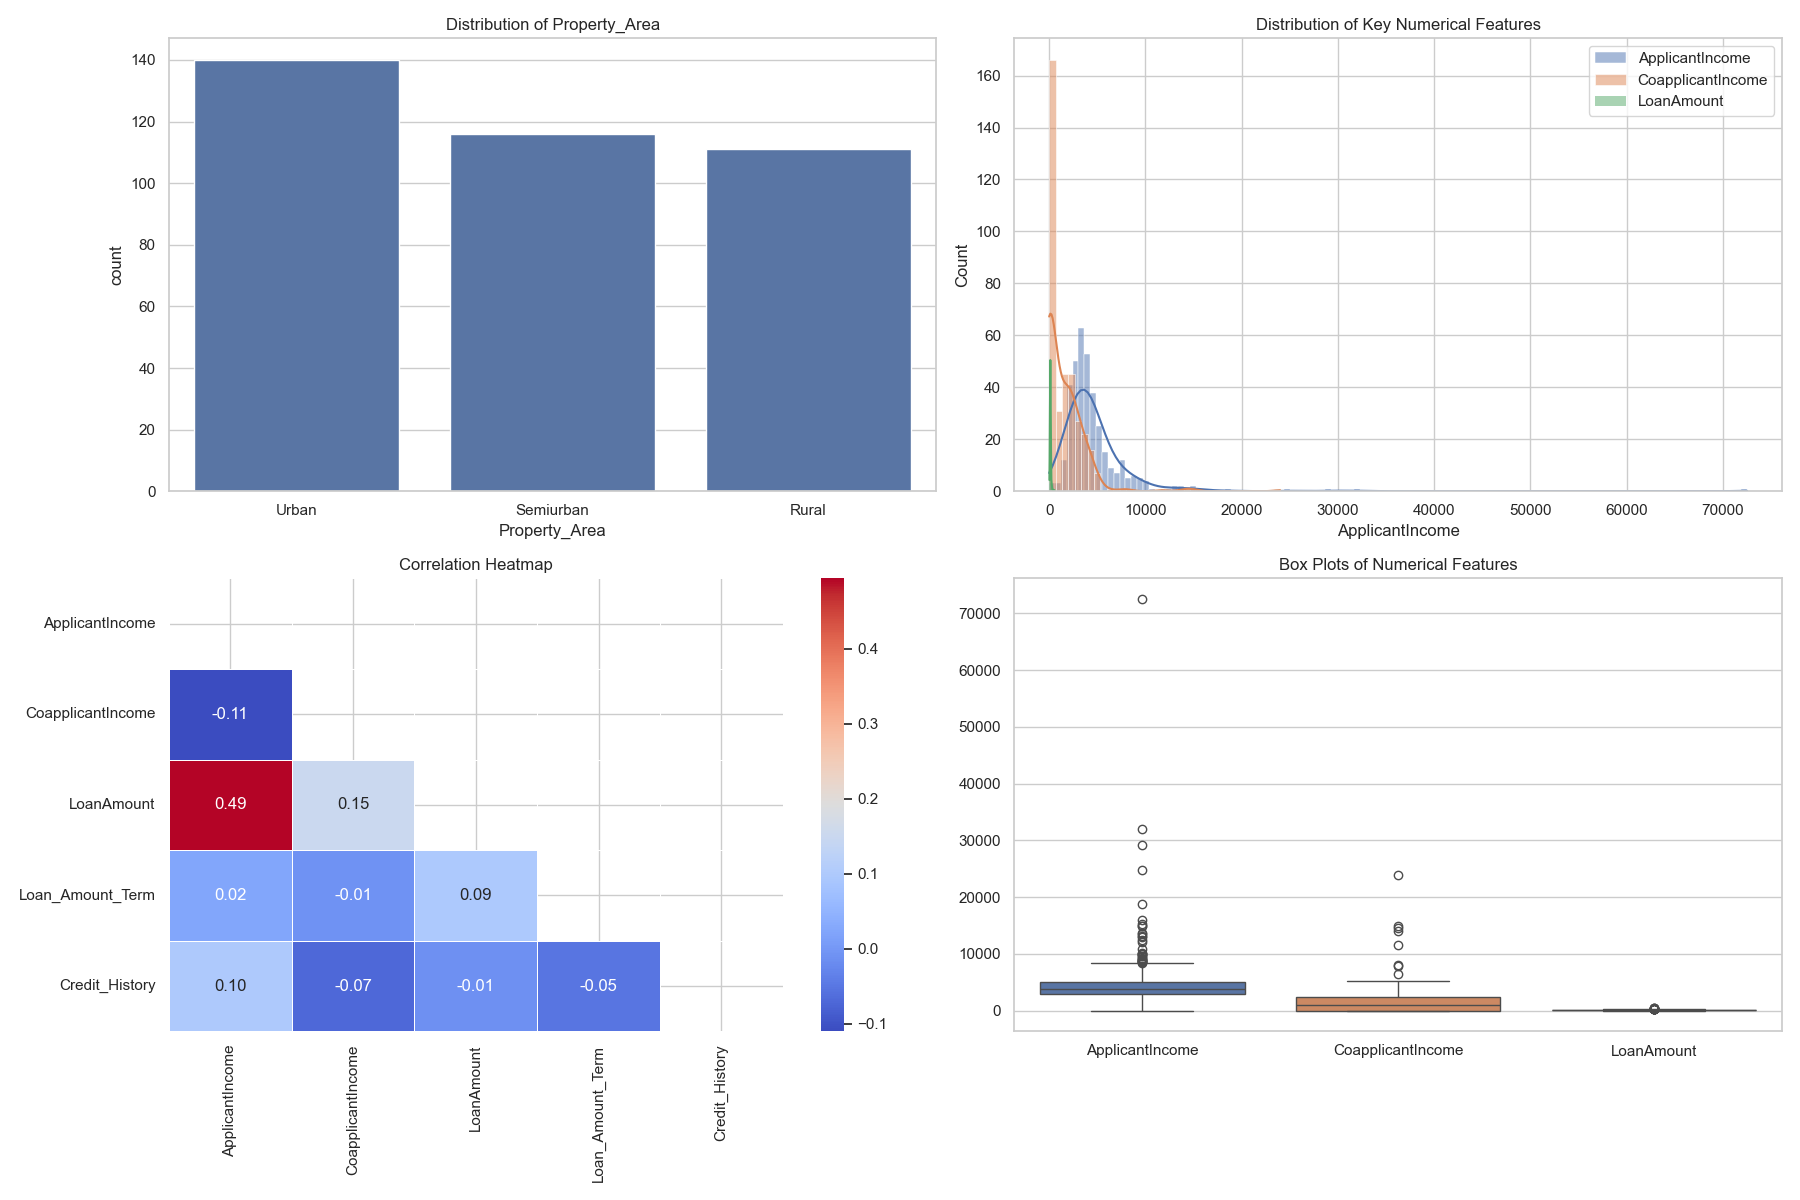 Distribution of Property_Area
140
120
100
80
60
40
20
0
count
Urban
Semiurban
Rural
Property_Area
Distribution of Key Numerical Features
ApplicantIncome
CoapplicantIncome
LoanAmount
160
140
120
100
80
60
40
20
0
Count
0
10000
20000
30000
40000
50000
60000
70000
ApplicantIncome
Correlation Heatmap
ApplicantIncome
CoapplicantIncome
-0.11
LoanAmount
0.49
0.15
Loan_Amount_Term
0.02
-0.01
0.09
Credit_History
0.10
-0.07
-0.01
-0.05
ApplicantIncome
CoapplicantIncome
LoanAmount
Loan_Amount_Term
Credit_History
0.4
0.3
0.2
0.1
0.0
−0.1
Box Plots of Numerical Features
70000
60000
50000
40000
30000
20000
10000
0
ApplicantIncome
CoapplicantIncome
LoanAmount